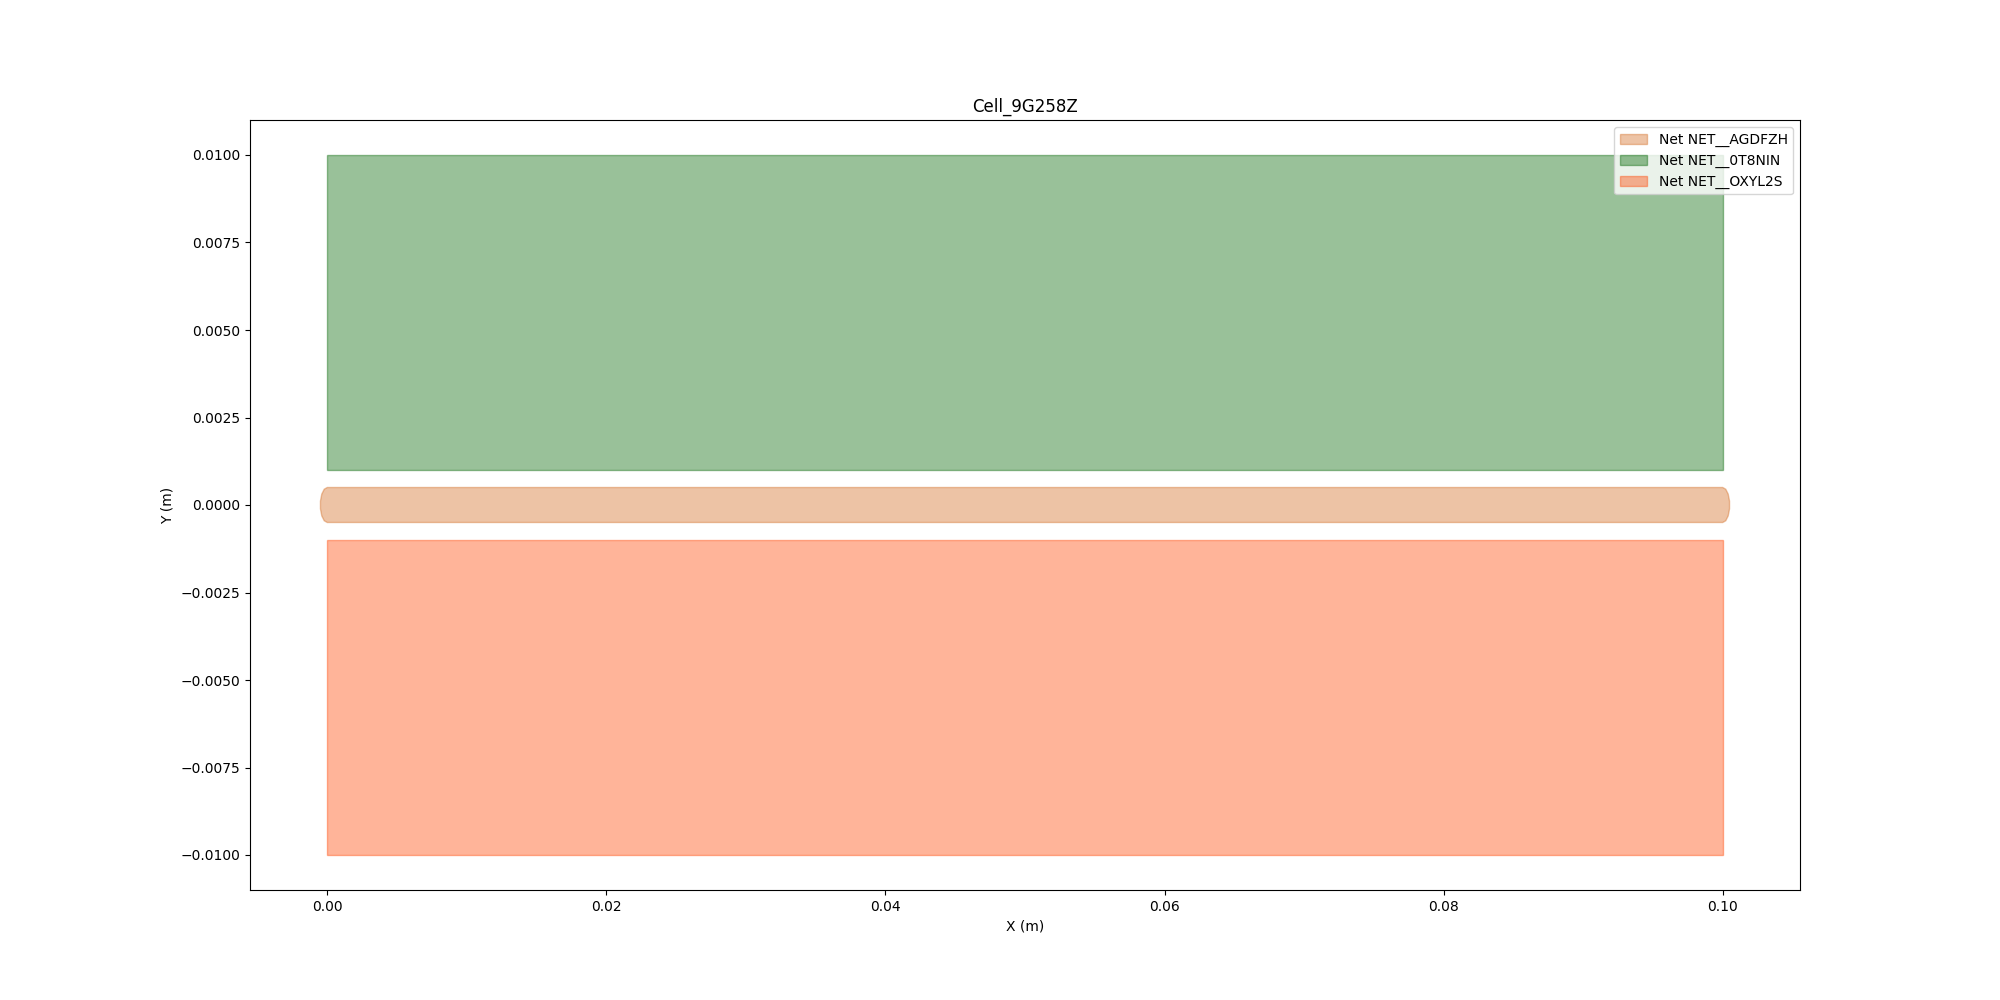 Cell_9G258Z
Net NET__AGDFZH
Net NET__0T8NIN
Net NET__OXYL2S
0.0100
0.0075
0.0050
0.0025
0.0000
−0.0025
−0.0050
−0.0075
−0.0100
Y (m)
0.00 0.02 0.04 0.06 0.08 0.10
X (m)